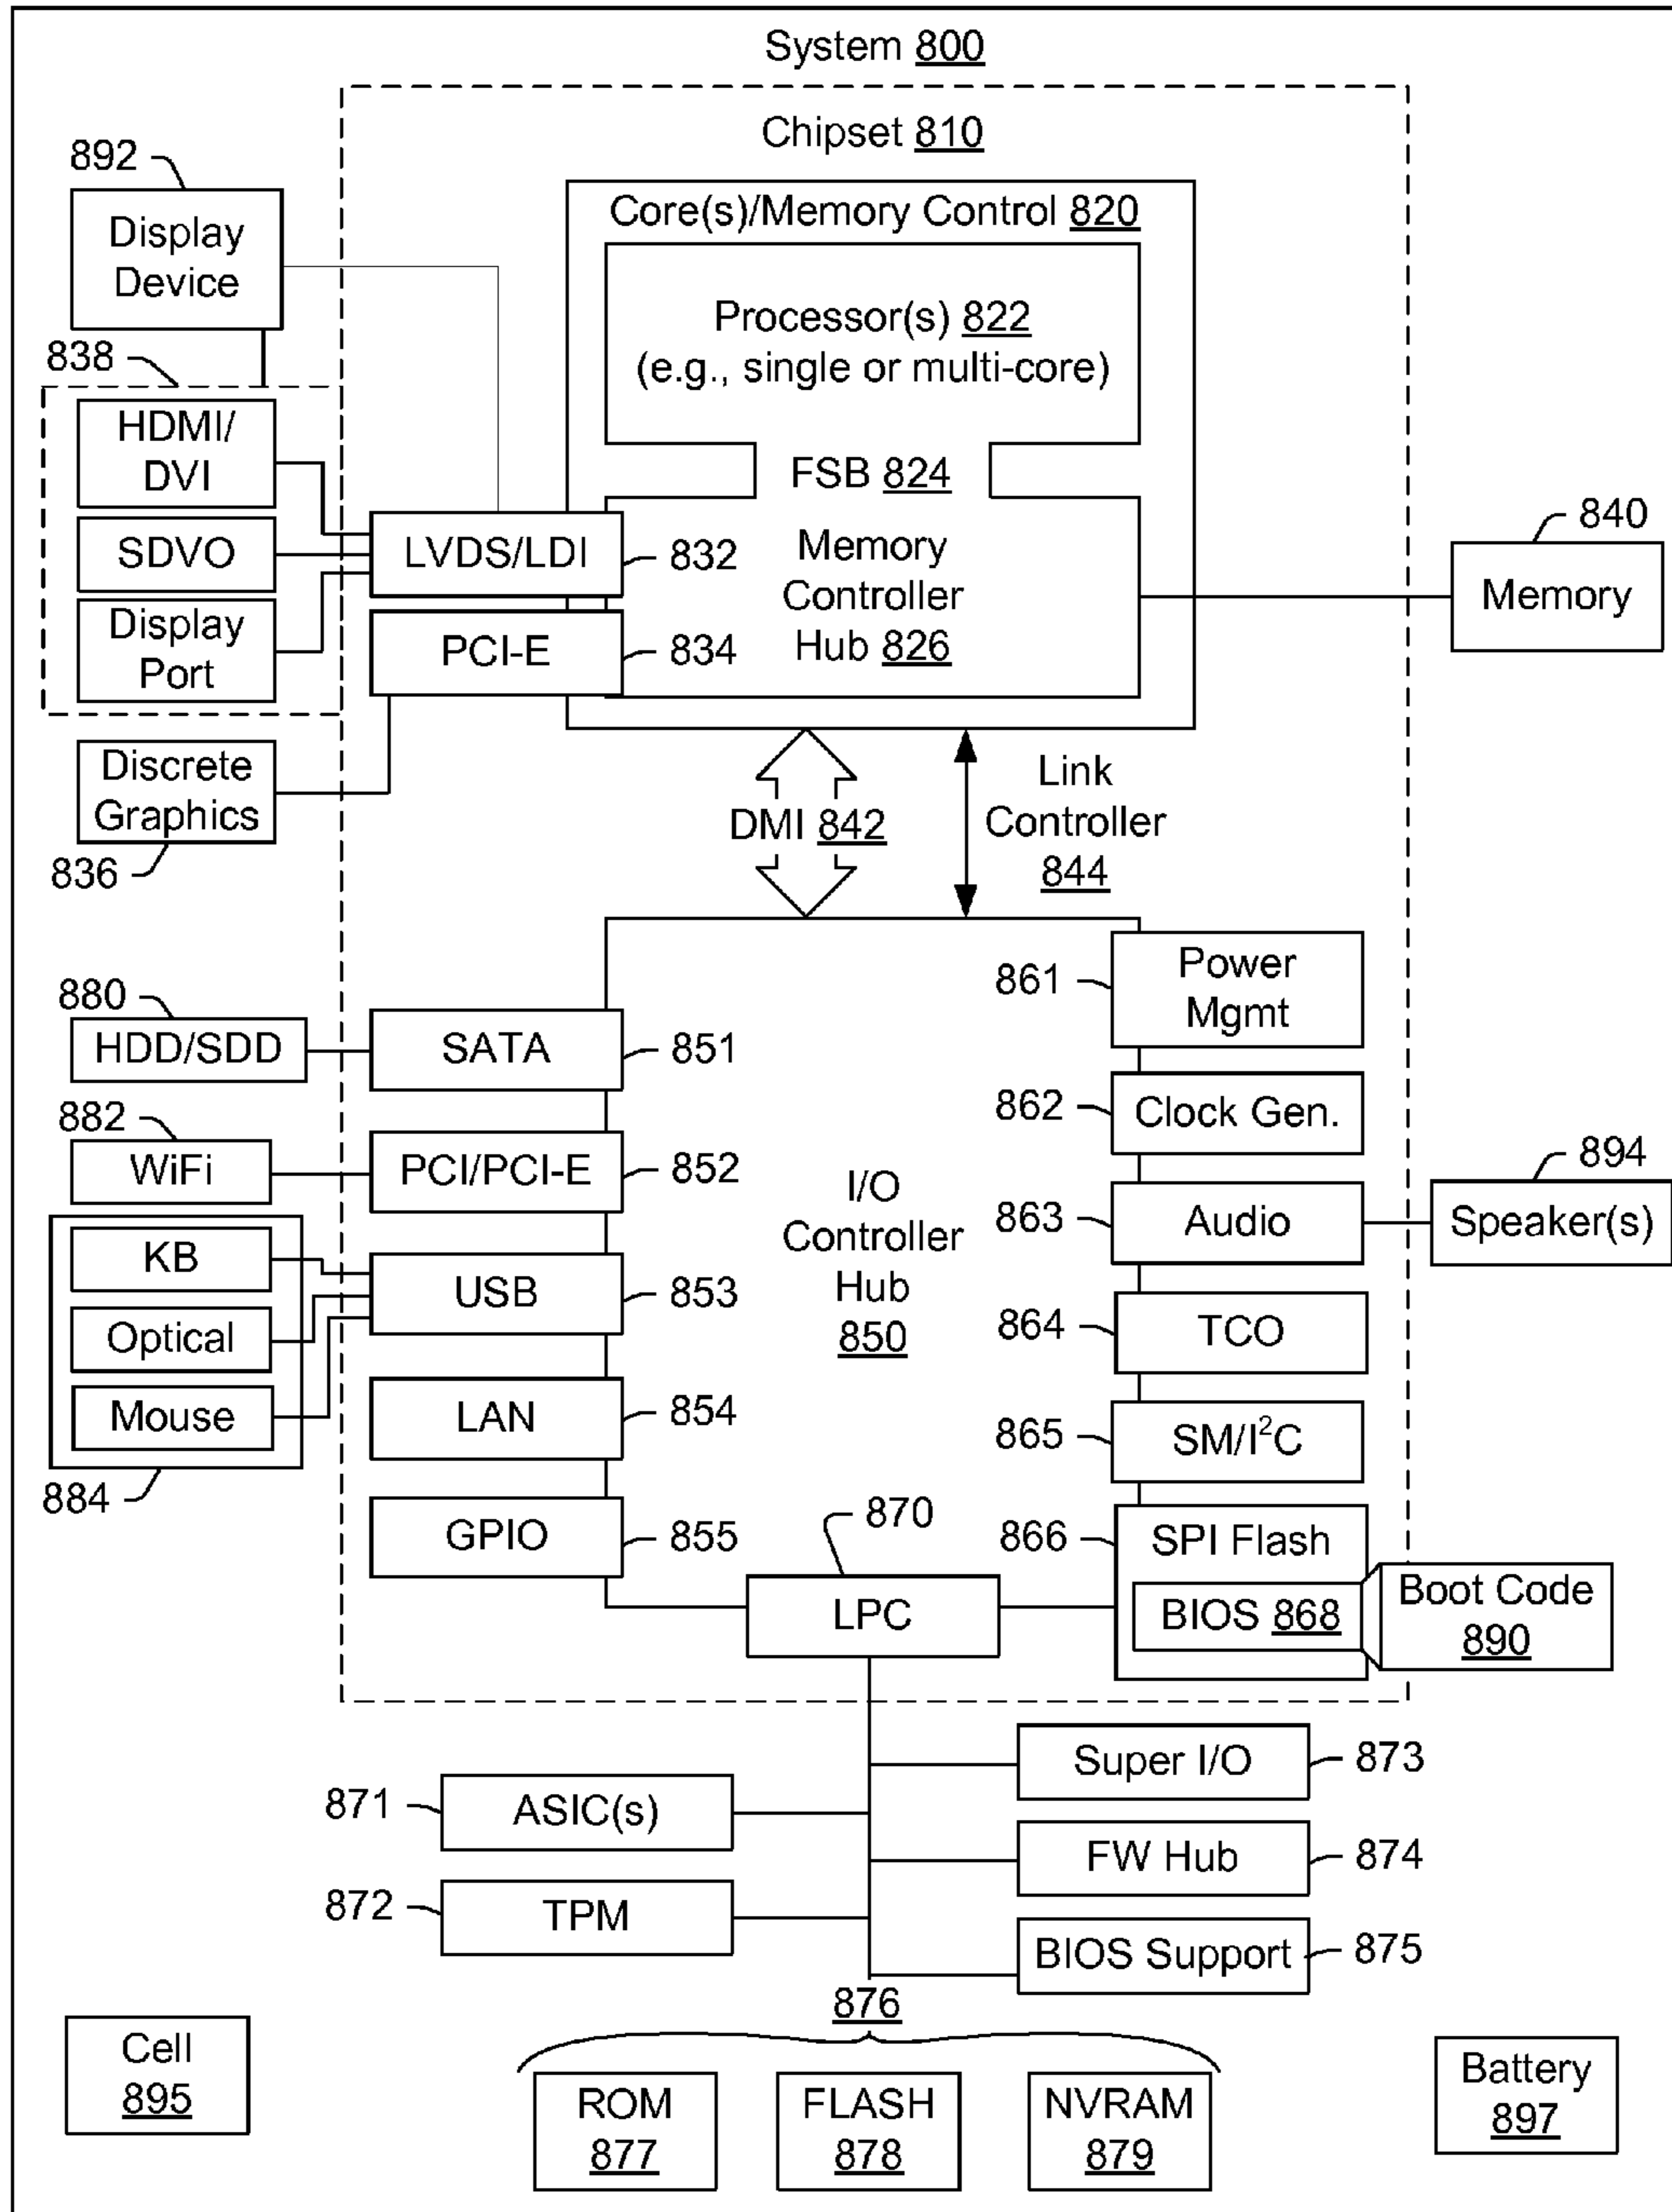 System 800
Chipset 810
892
Display
Device
Core(s)/Memory Control 820
Processor(s) 822
(e.g., single or multi-core)
838
HDMI/
DVI
SDVO
Display
Port
FSB 824
LVDS/LDI
832
PCI-E
834
Memory
Controller
Hub 826
840
Memory
Discrete
Graphics
836
DMI 842
Link
Controller
844
880
HDD/SDD
SATA
851
882
WiFi
PCI/PCI-E
852
KB
Optical
Mouse
884
USB
853
LAN
854
GPIO
855
I/O
Controller
Hub
850
861
Power
Mgmt
862
Clock Gen.
863
Audio
894
Speaker(s)
864
TCO
865
SM/I²C
866
SPI Flash
BIOS 868
Boot Code
890
870
LPC
871
ASIC(s)
872
TPM
Super I/O
873
FW Hub
874
BIOS Support
875
876
ROM
877
FLASH
878
NVRAM
879
Cell
895
Battery
897